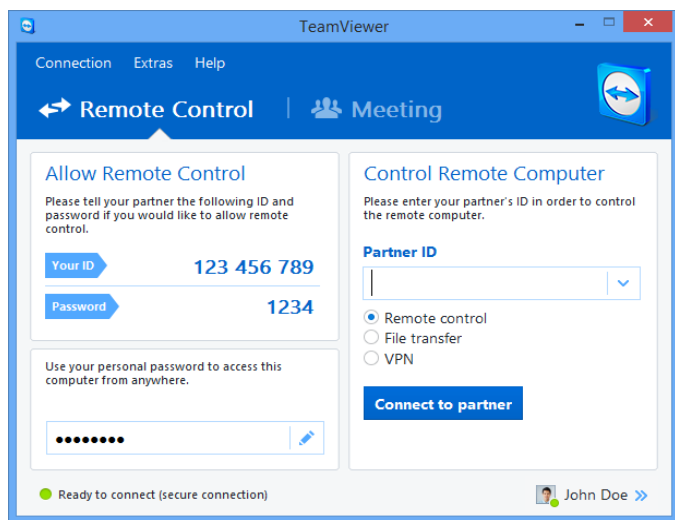 TeamViewer
Connection Extras Help
Remote Control
Meeting
Allow Remote Control
Please tell your partner the following ID and
password if you would like to allow remote
control.
Your ID 123 456 789
Password 1234
Use your personal password to access this
computer from anywhere.
••••••••
Control Remote Computer
Please enter your partner's ID in order to control
the remote computer.
Partner ID
Remote control
File transfer
VPN
Connect to partner
Ready to connect (secure connection)
John Doe